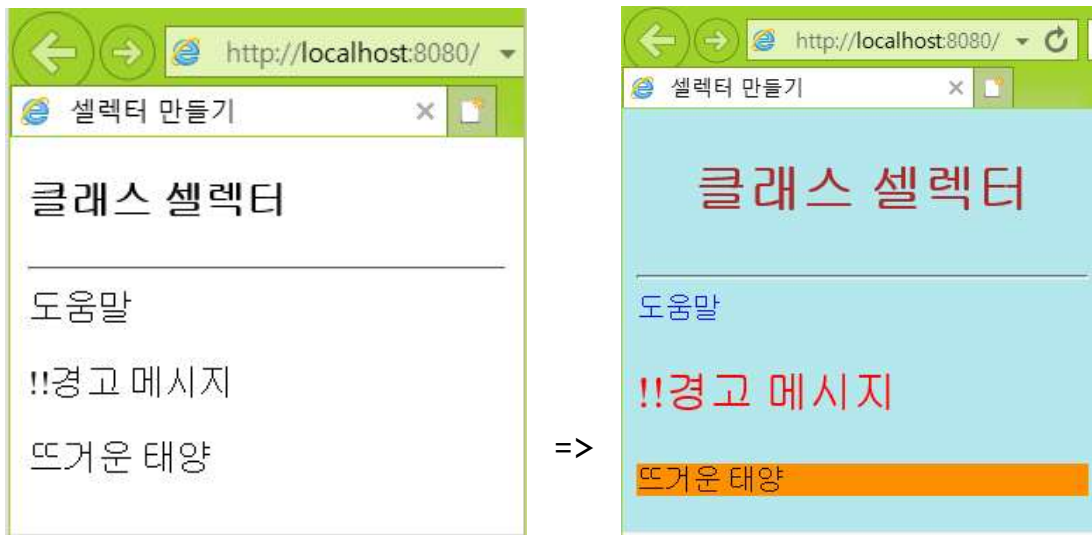 http://localhost:8080/
셀렉터 만들기
클래스 셀렉터
도움말
!!경고 메시지
뜨거운 태양
=>
http://localhost:8080/
셀렉터 만들기
클래스 셀렉터
도움말
!!경고 메시지
뜨거운 태양